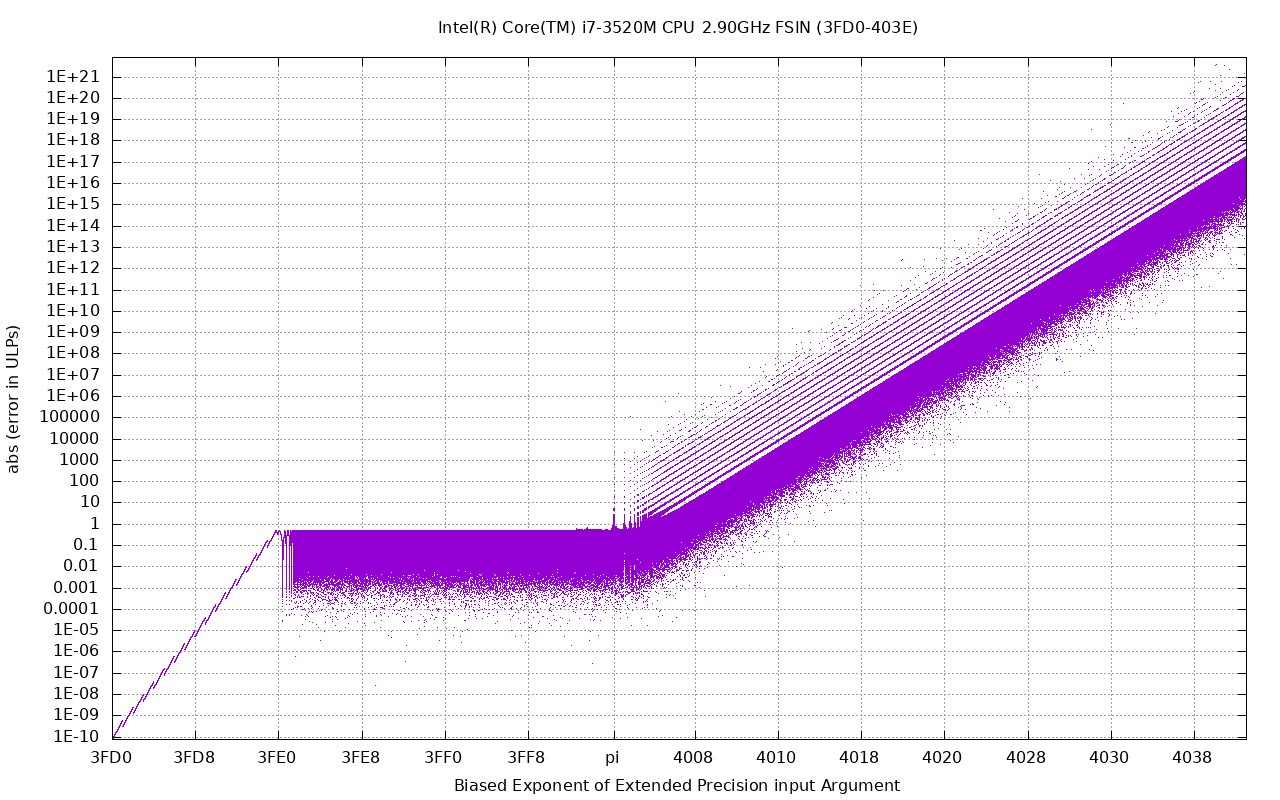 Intel(R) Core(TM) i7-3520M CPU 2.90GHz FSIN (3FD0-403E)
abs (error in ULPs)
1E+21
1E+20
1E+19
1E+18
1E+17
1E+16
1E+15
1E+14
1E+13
1E+12
1E+11
1E+10
1E+09
1E+08
1E+07
1E+06
100000
10000
1000
100
10
1
0.1
0.01
0.001
0.0001
1E-05
1E-06
1E-07
1E-08
1E-09
1E-10
3FD0 3FD8 3FE0 3FE8 3FF0 3FF8 pi 4008 4010 4018 4020 4028 4030 4038
Biased Exponent of Extended Precision input Argument